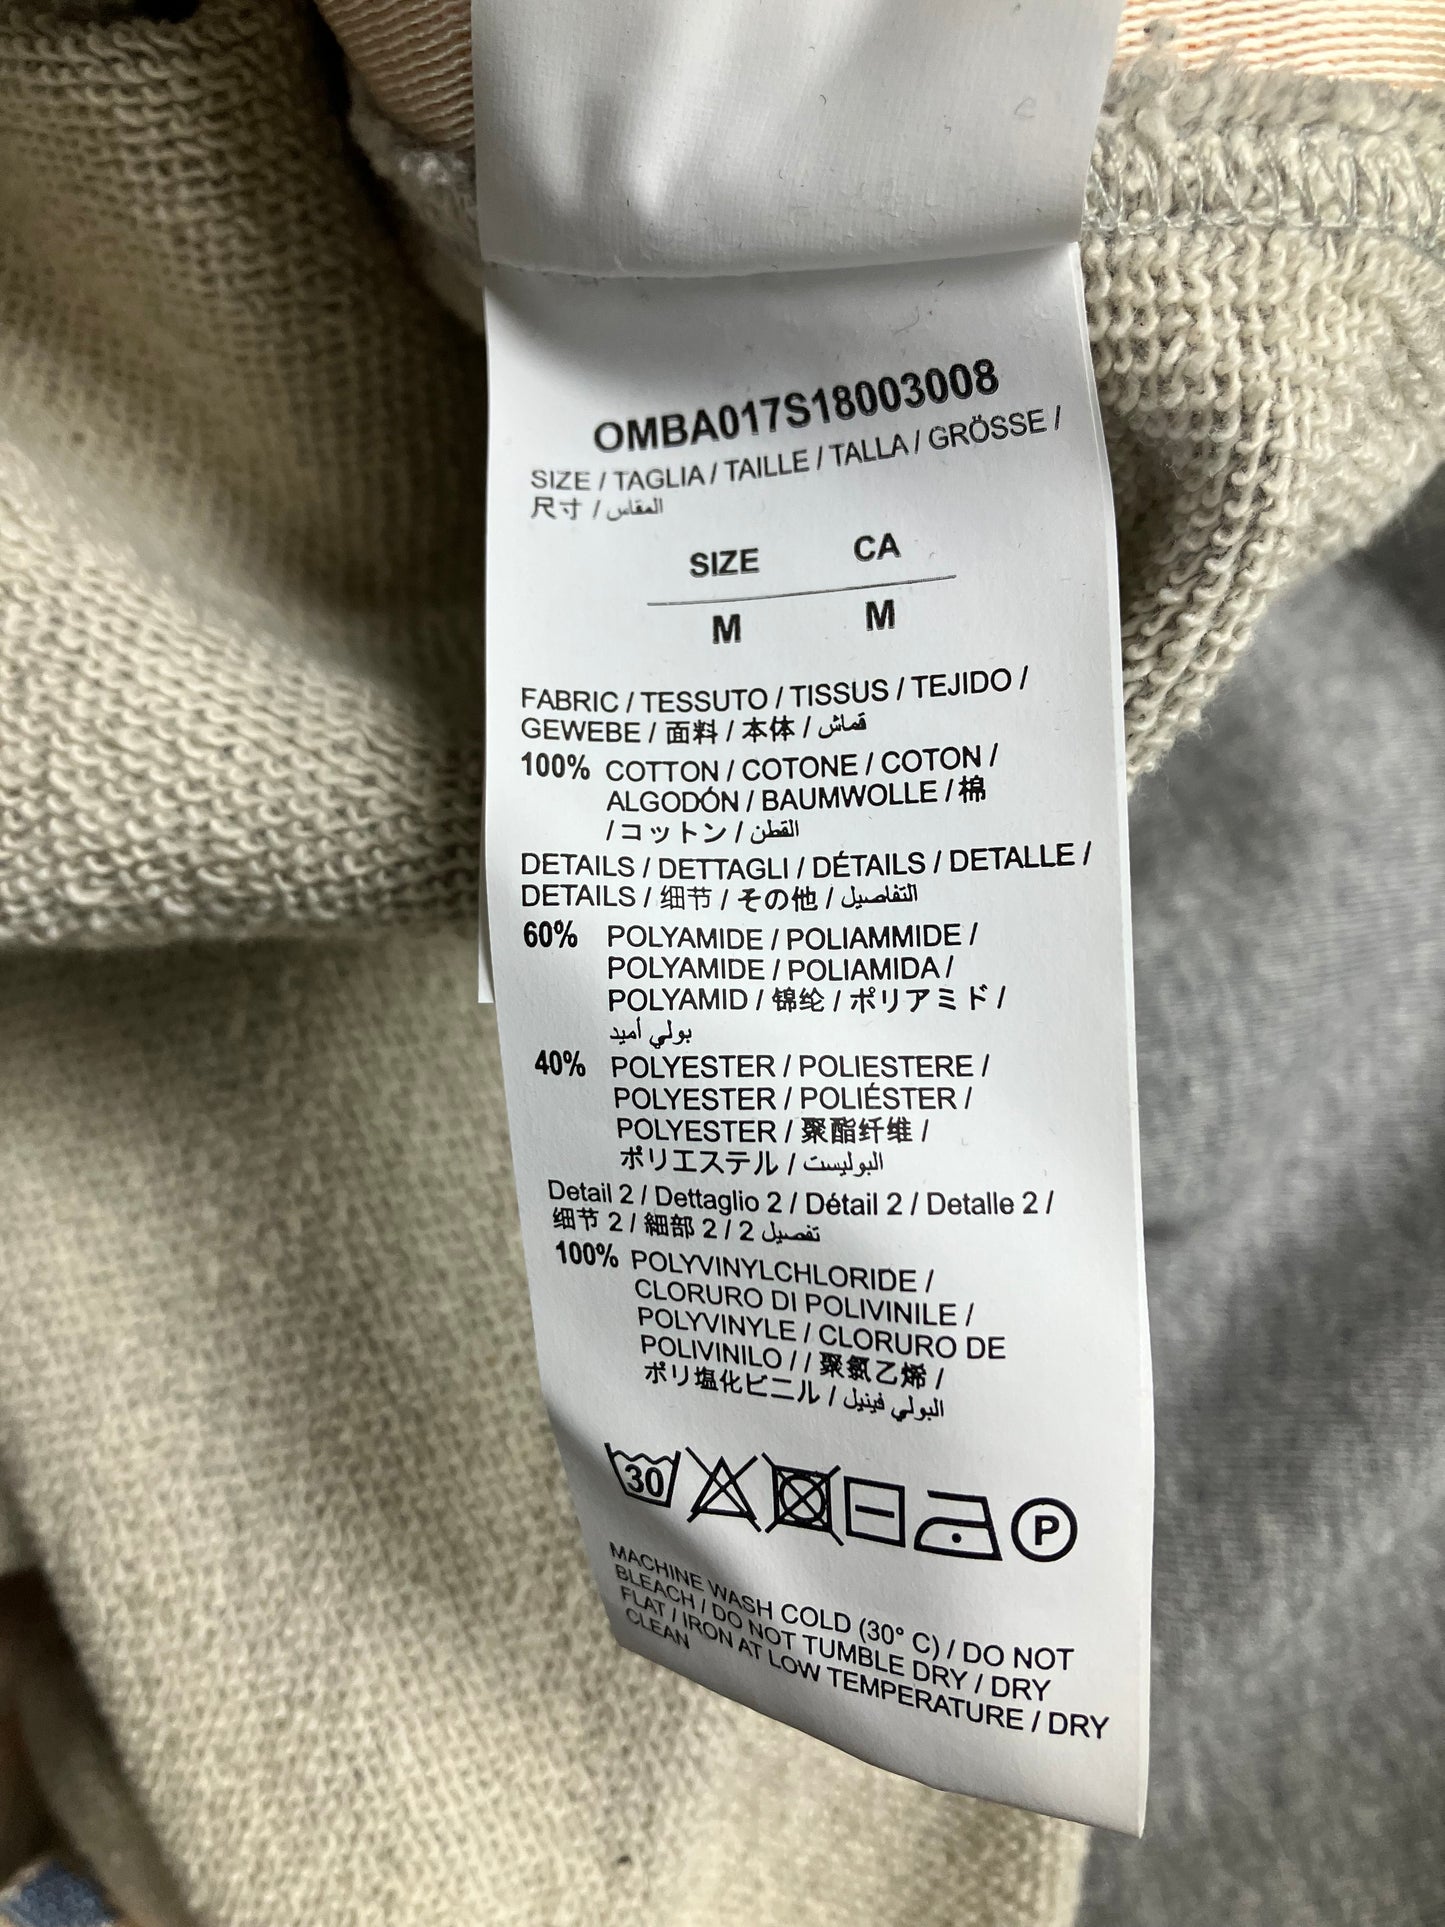 OMBA017S18003008
SIZE / TAGLIA / TAILLE / TALLA / GRÖSSE /
尺寸 / المقاس
SIZE CA
M M
FABRIC / TESSUTO / TISSUS / TEJIDO /
GEWEBE / 面料 / 本体 / قماش
100% COTTON / COTONE / COTON /
ALGODÓN / BAUMWOLLE / 棉
/ コットン / القطن
DETAILS / DETTAGLI / DÉTAILS / DETALLE /
DETAILS / 细节 / その他 / التفاصيل
60% POLYAMIDE / POLIAMMIDE /
POLYAMIDE / POLIAMIDA /
POLYAMID / 锦纶 / ポリアミド /
بولي أميد
40% POLYESTER / POLIESTERE /
POLYESTER / POLIÉSTER /
POLYESTER / 聚酯纤维 /
ポリエステル / البوليست
Detail 2 / Dettaglio 2 / Détail 2 / Detalle 2 /
细节 2 / 細部 2 / تفصيل 2
100% POLYVINYLCHLORIDE /
CLORURO DI POLIVINILE /
POLYVINYLE / CLORURO DE
POLIVINILO / / 聚氯乙烯 /
ポリ塩化ビニル / البولي فينيل
30 P
MACHINE WASH COLD (30° C) / DO NOT
BLEACH / DO NOT TUMBLE DRY / DRY
FLAT / IRON AT LOW TEMPERATURE / DRY
CLEAN